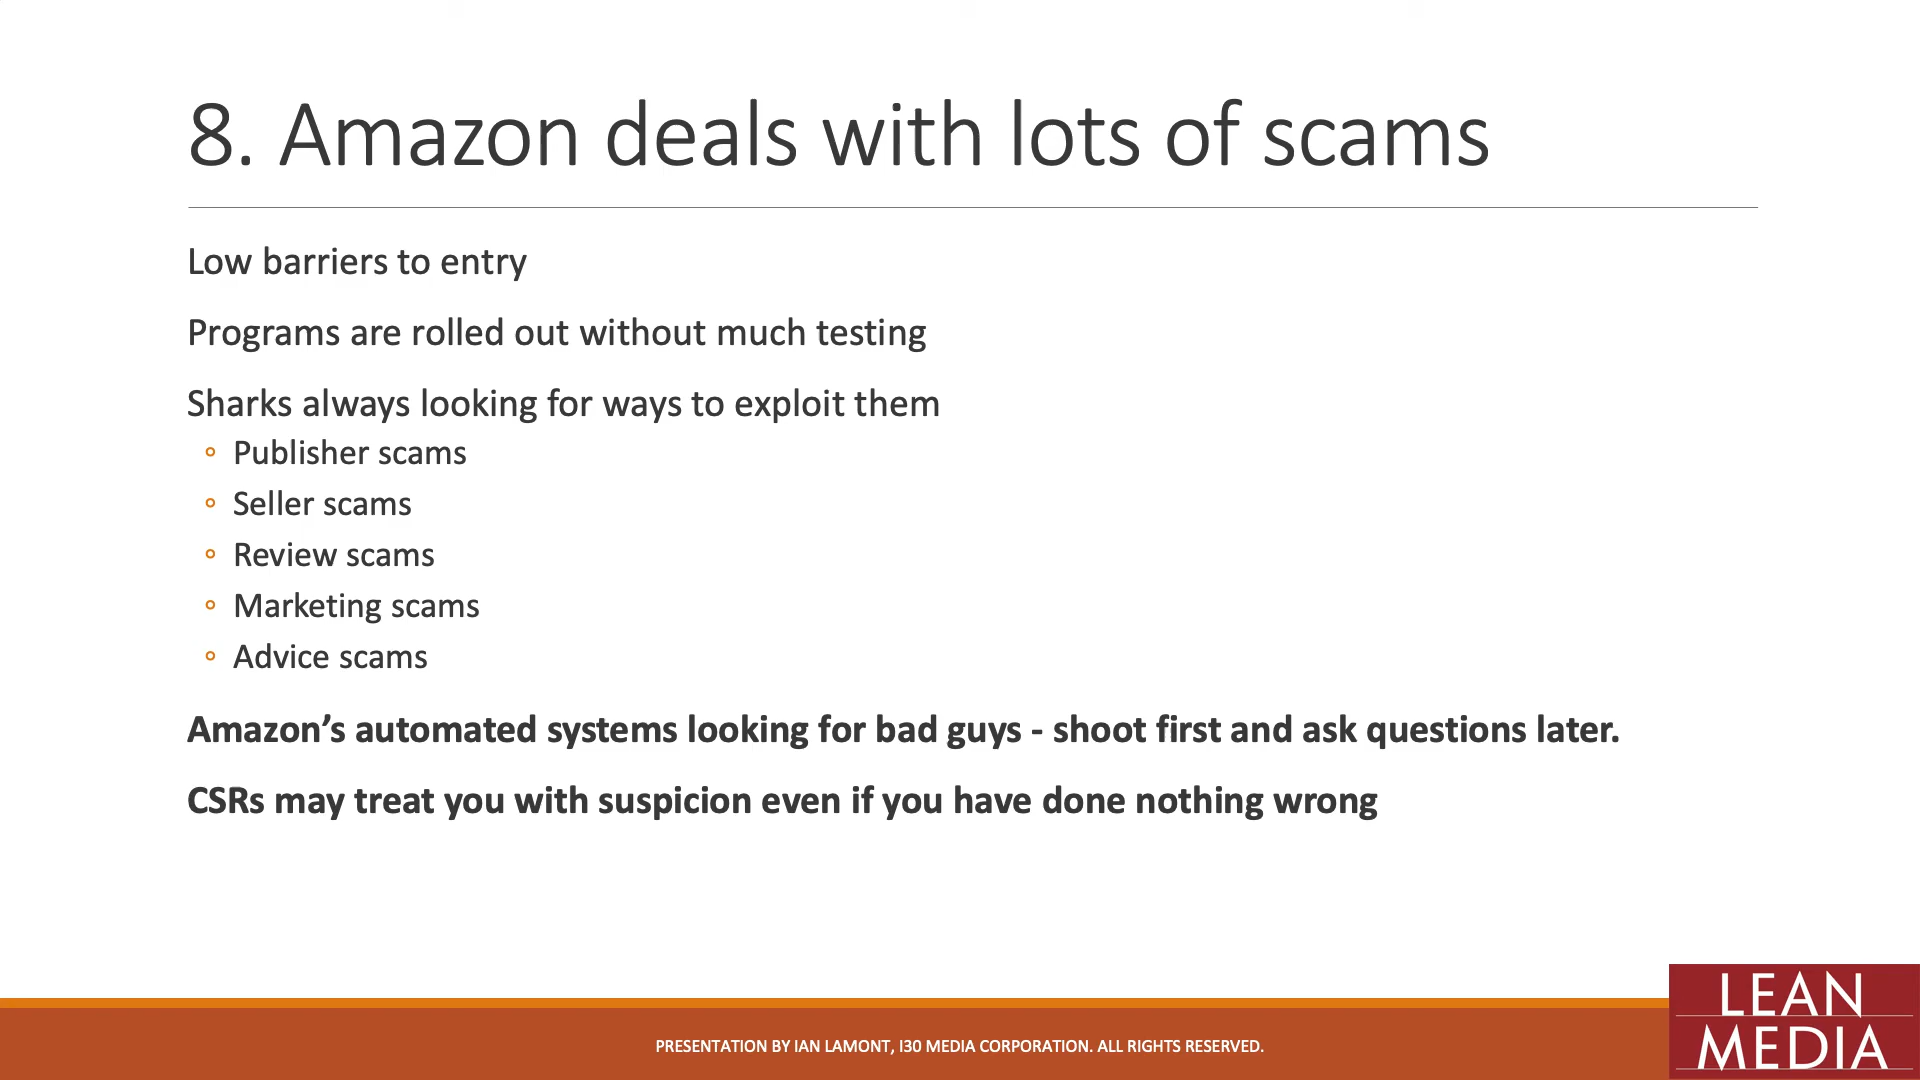 8. Amazon deals with lots of scams
Low barriers to entry
Programs are rolled out without much testing
Sharks always looking for ways to exploit them
◦ Publisher scams
◦ Seller scams
◦ Review scams
◦ Marketing scams
◦ Advice scams
Amazon’s automated systems looking for bad guys - shoot first and ask questions later.
CSRs may treat you with suspicion even if you have done nothing wrong
PRESENTATION BY IAN LAMONT, I30 MEDIA CORPORATION. ALL RIGHTS RESERVED.
LEAN
MEDIA